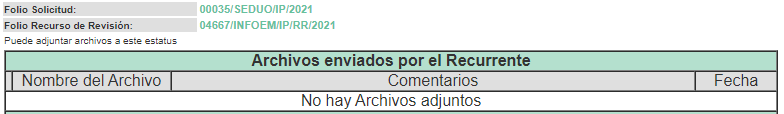 Folio Solicitud: 00035/SEDUO/IP/2021
Folio Recurso de Revisión: 04667/INFOEM/IP/RR/2021
Puede adjuntar archivos a este estatus
Archivos enviados por el Recurrente
Nombre del Archivo Comentarios Fecha
No hay Archivos adjuntos